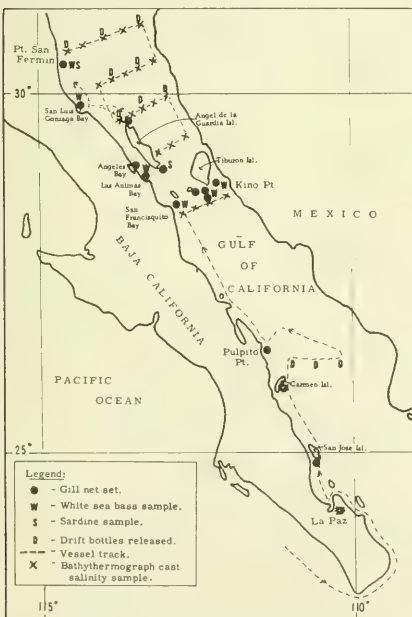 D D D D
Pt. San
Fermin
WS
D D D
30°
W
D D D
San Luis
Gonzaga Bay
Angel de la
Guardia Isl.
Tiburon Isl.
Angeles
Bay
W
S
Las Animas
Bay
W
Kino Pt.
San
Francisquito
Bay
W
W
MEXICO
GULF
OF
CALIFORNIA
BAJA CALIFORNIA
Pulpito
Pt.
D D D
Carmen Isl.
PACIFIC
OCEAN
25°
San Jose Isl.
La Paz
Legend:
● - Gill net set.
W - White sea bass sample.
S - Sardine sample.
D - Drift bottles released.
--- - Vessel track.
X - Bathythermograph cast
salinity sample.
115°
110°